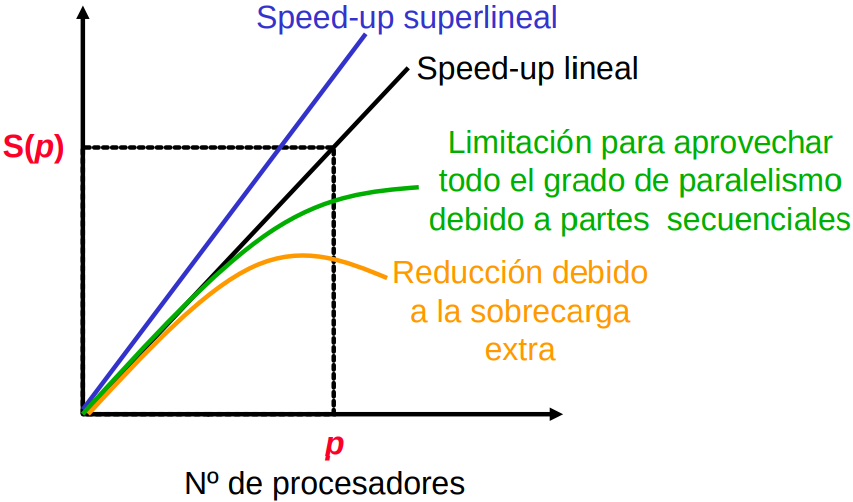 Speed-up superlineal
Speed-up lineal
S(p)
Limitación para aprovechar
todo el grado de paralelismo
debido a partes secuenciales
Reducción debido
a la sobrecarga
extra
p
Nº de procesadores